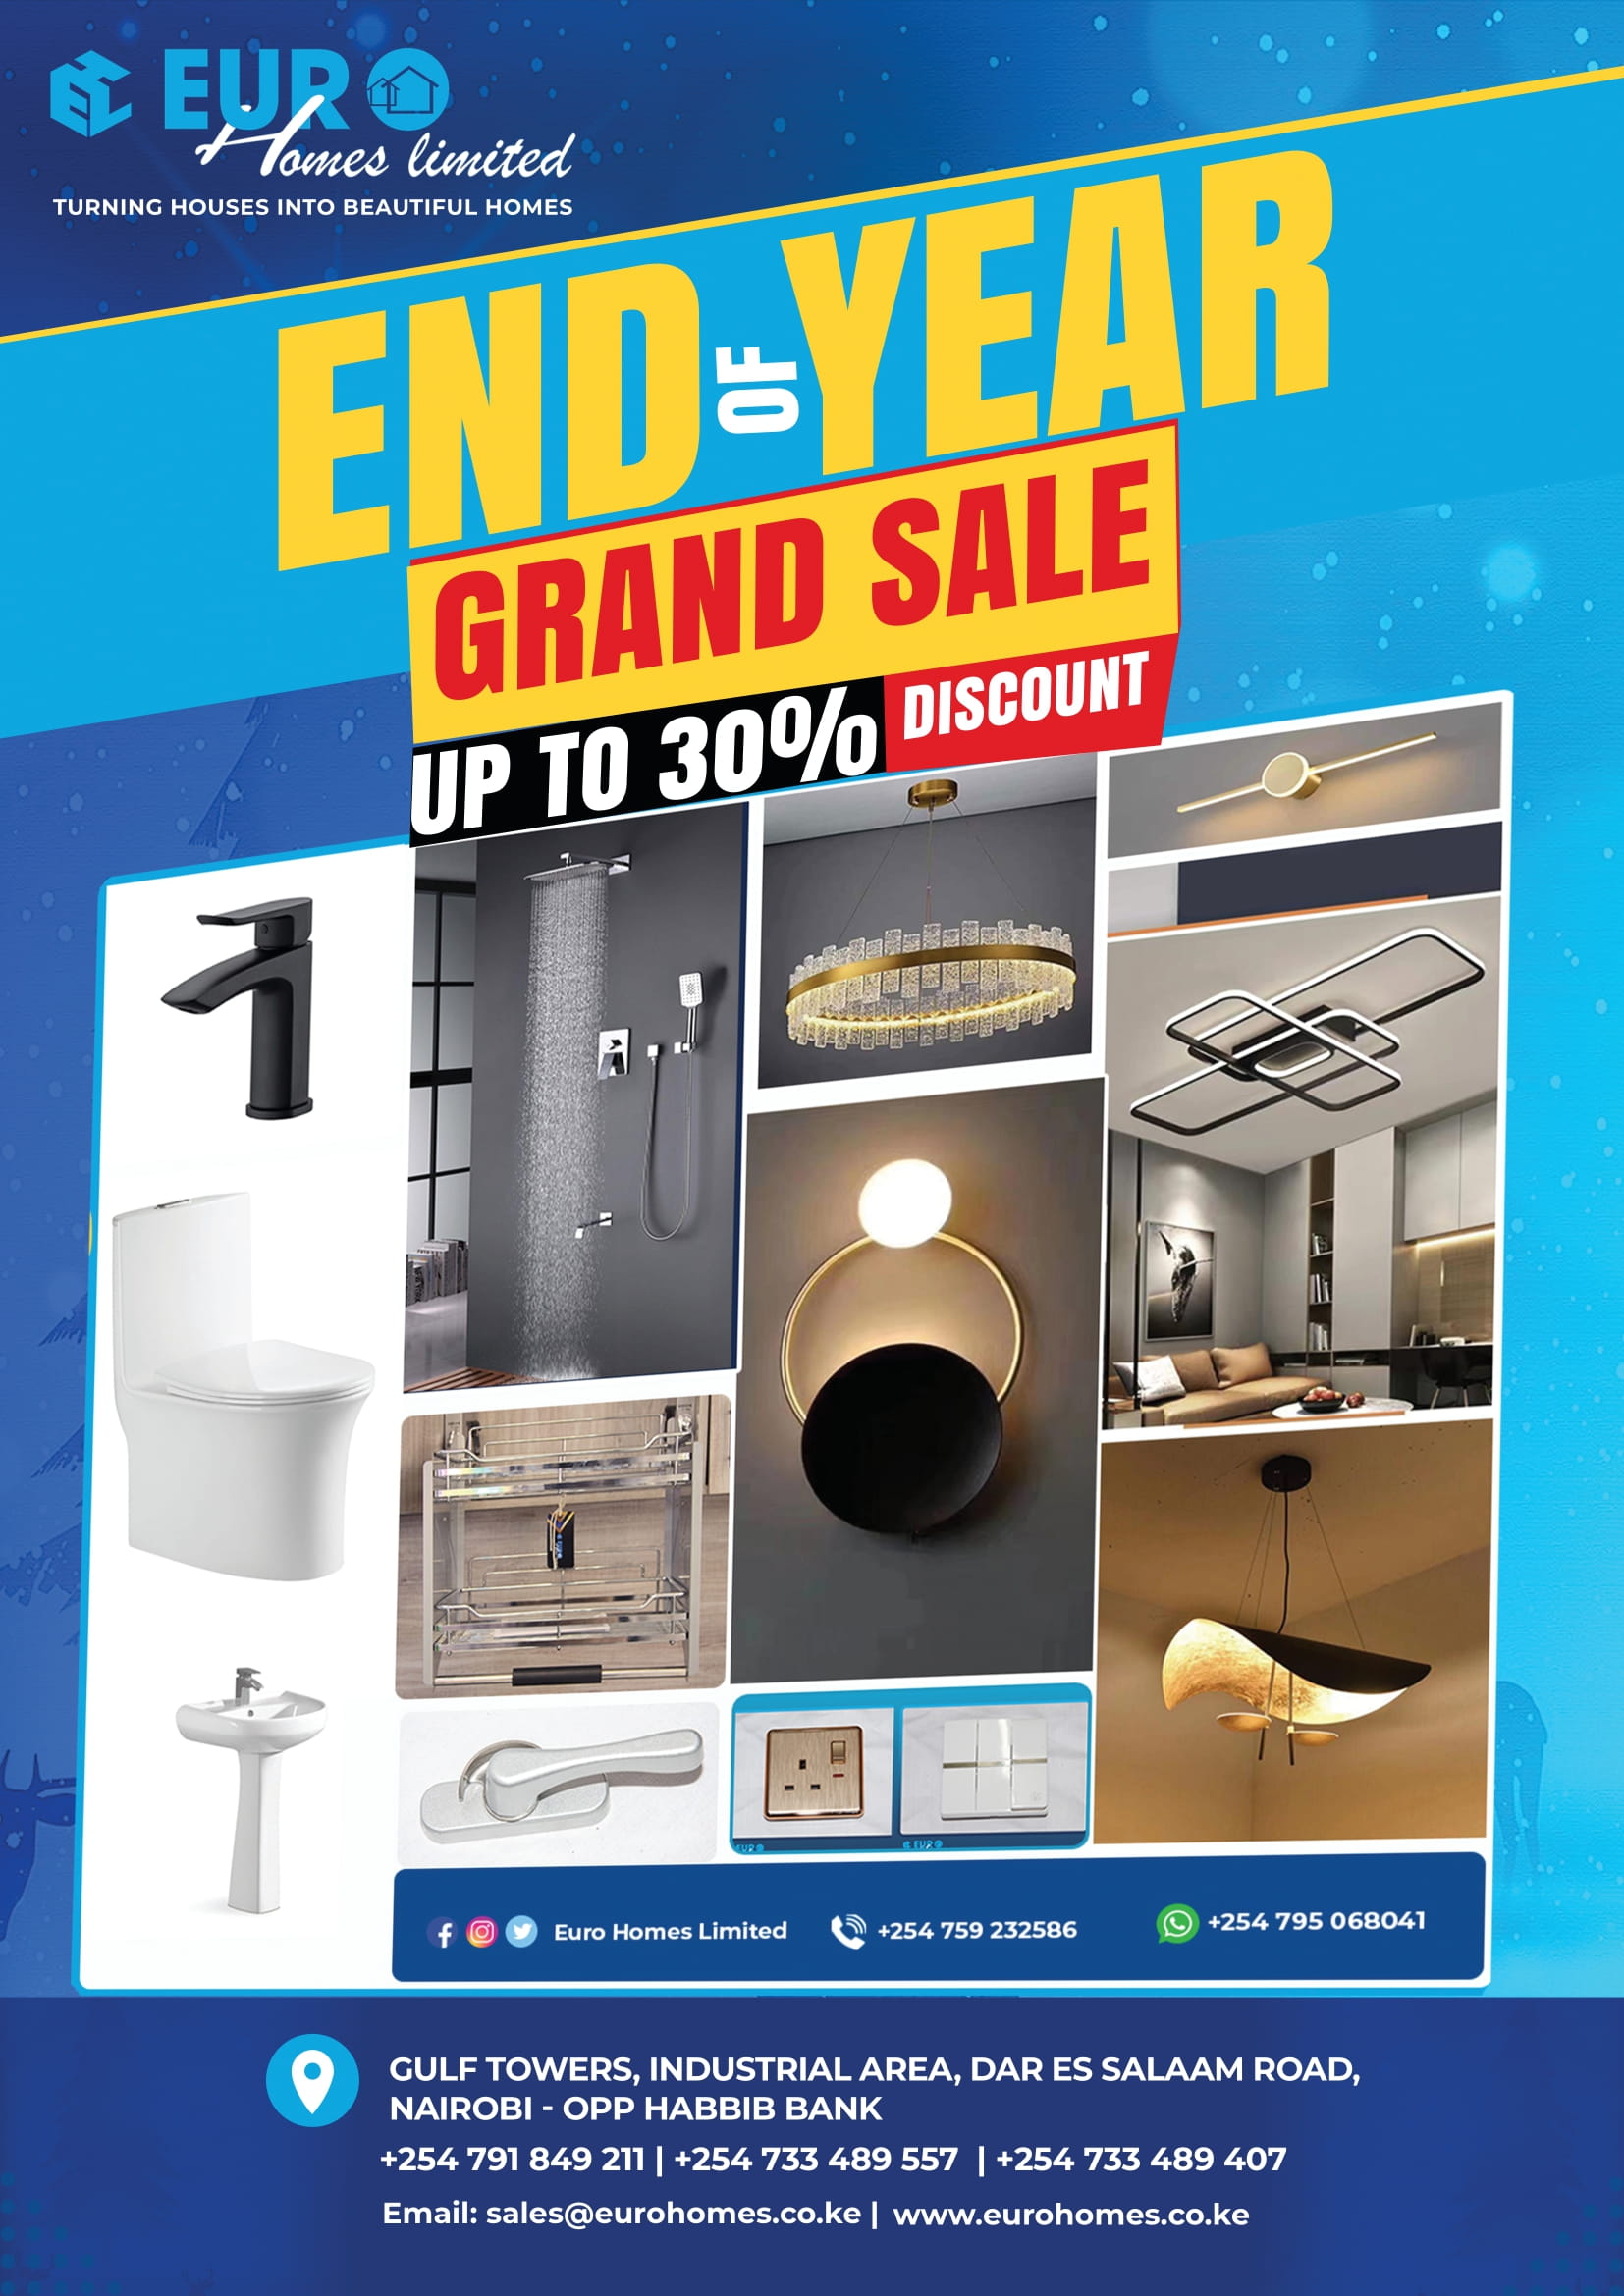 EURO
Homes limited
TURNING HOUSES INTO BEAUTIFUL HOMES
END OF YEAR
GRAND SALE
UP TO 30% DISCOUNT
EURO
EURO
Euro Homes Limited
+254 759 232586
+254 795 068041
GULF TOWERS, INDUSTRIAL AREA, DAR ES SALAAM ROAD,
NAIROBI - OPP HABBIB BANK
+254 791 849 211 | +254 733 489 557 | +254 733 489 407
Email: sales@eurohomes.co.ke | www.eurohomes.co.ke